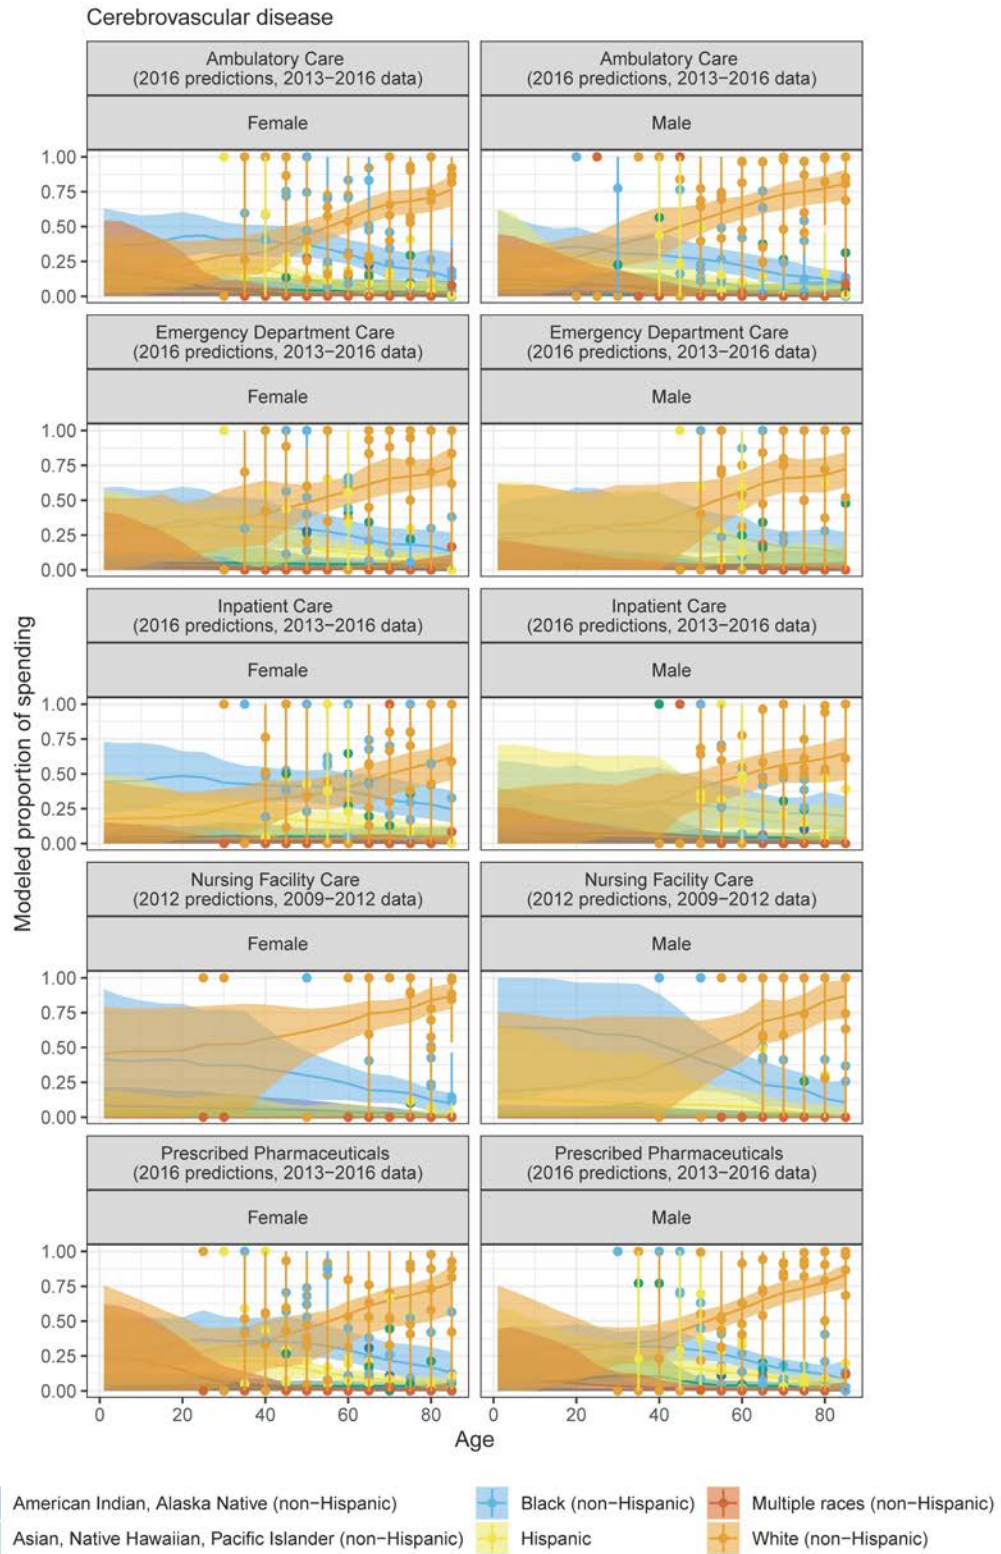 Cerebrovascular disease
Ambulatory Care
(2016 predictions, 2013−2016 data)
Female
Ambulatory Care
(2016 predictions, 2013−2016 data)
Male
1.00
0.75
0.50
0.25
0.00
Emergency Department Care
(2016 predictions, 2013−2016 data)
Female
Emergency Department Care
(2016 predictions, 2013−2016 data)
Male
1.00
0.75
0.50
0.25
0.00
Modeled proportion of spending
Inpatient Care
(2016 predictions, 2013−2016 data)
Female
Inpatient Care
(2016 predictions, 2013−2016 data)
Male
1.00
0.75
0.50
0.25
0.00
Nursing Facility Care
(2012 predictions, 2009−2012 data)
Female
Nursing Facility Care
(2012 predictions, 2009−2012 data)
Male
1.00
0.75
0.50
0.25
0.00
Prescribed Pharmaceuticals
(2016 predictions, 2013−2016 data)
Female
Prescribed Pharmaceuticals
(2016 predictions, 2013−2016 data)
Male
1.00
0.75
0.50
0.25
0.00
0 20 40 60 80 0 20 40 60 80
Age
American Indian, Alaska Native (non−Hispanic) Black (non−Hispanic) Multiple races (non−Hispanic)
Asian, Native Hawaiian, Pacific Islander (non−Hispanic) Hispanic White (non−Hispanic)